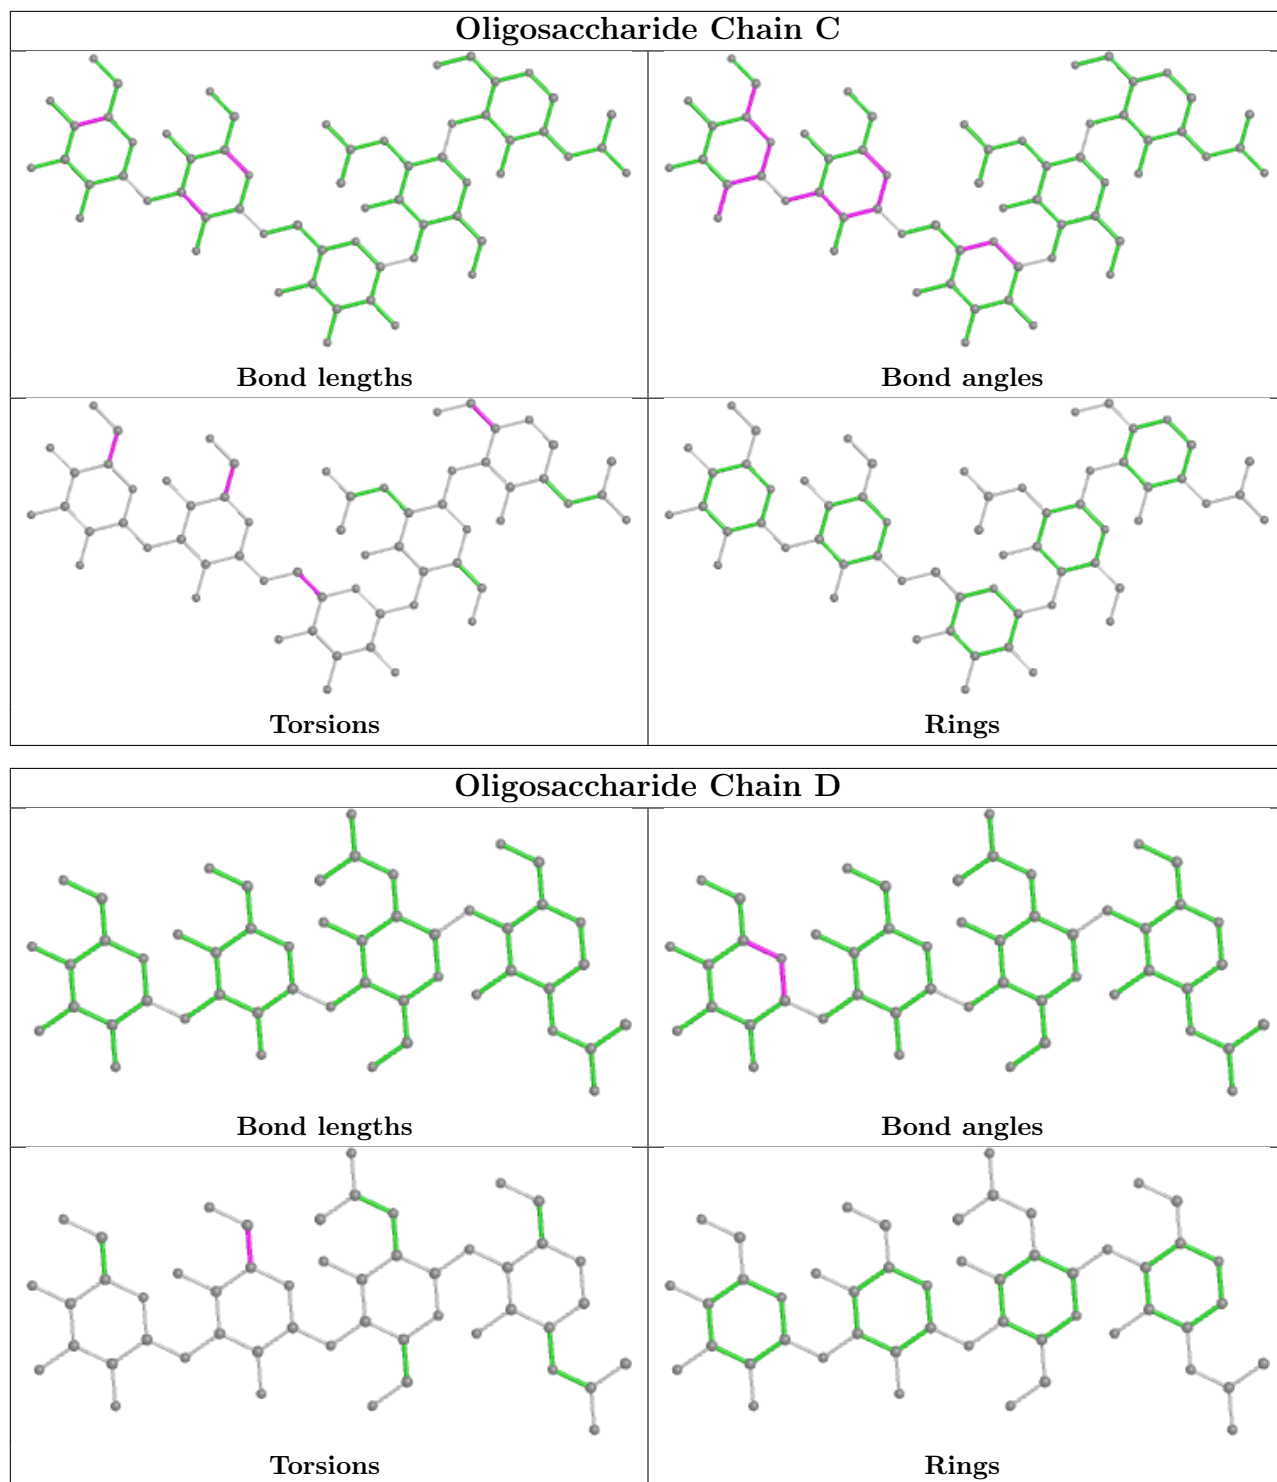 Oligosaccharide Chain C
Bond lengths
Bond angles
Torsions
Rings
Oligosaccharide Chain D
Bond lengths
Bond angles
Torsions
Rings